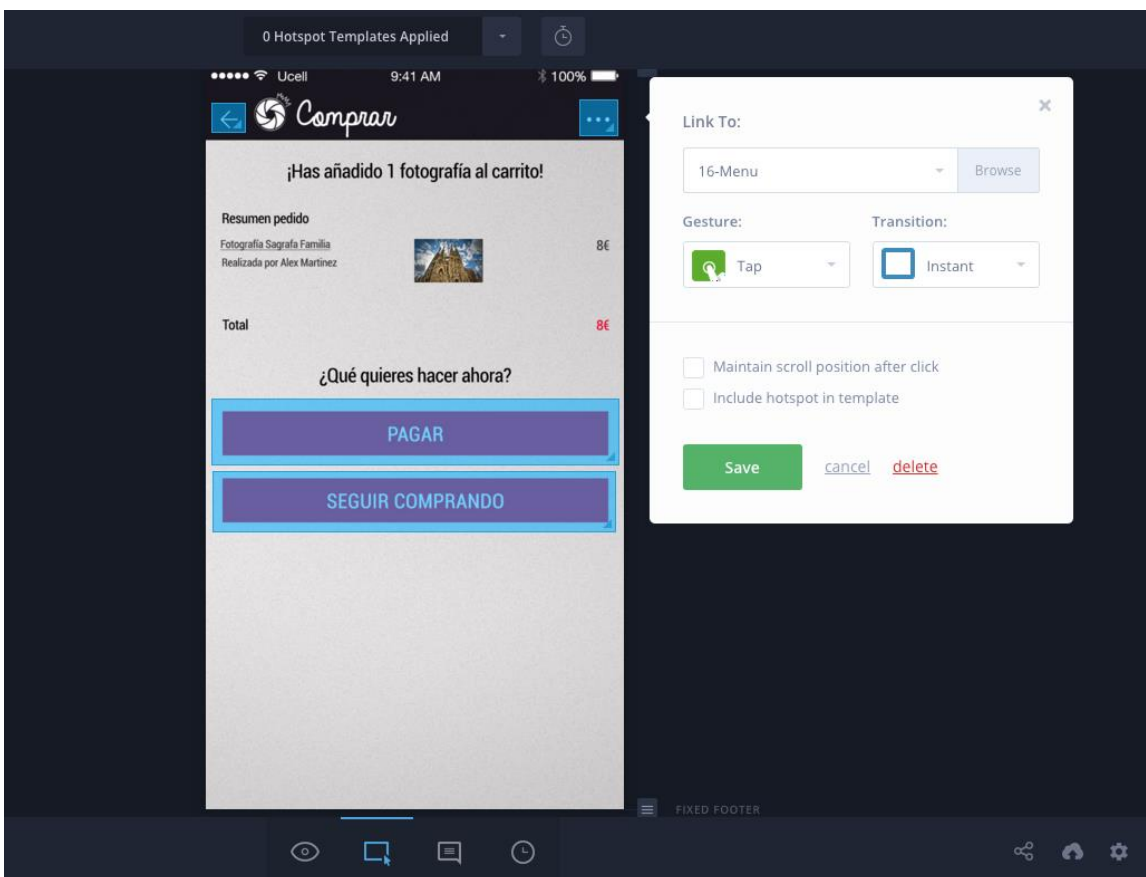 0 Hotspot Templates Applied
Ucell 9:41 AM 100%
Comprar
¡Has añadido 1 fotografía al carrito!
Resumen pedido
Fotografía Sagrafa Familia 8€
Realizada por Alex Martinez
Total 8€
¿Qué quieres hacer ahora?
PAGAR
SEGUIR COMPRANDO
Link To:
16-Menu Browse
Gesture: Transition:
Tap Instant
Maintain scroll position after click
Include hotspot in template
Save cancel delete
FIXED FOOTER